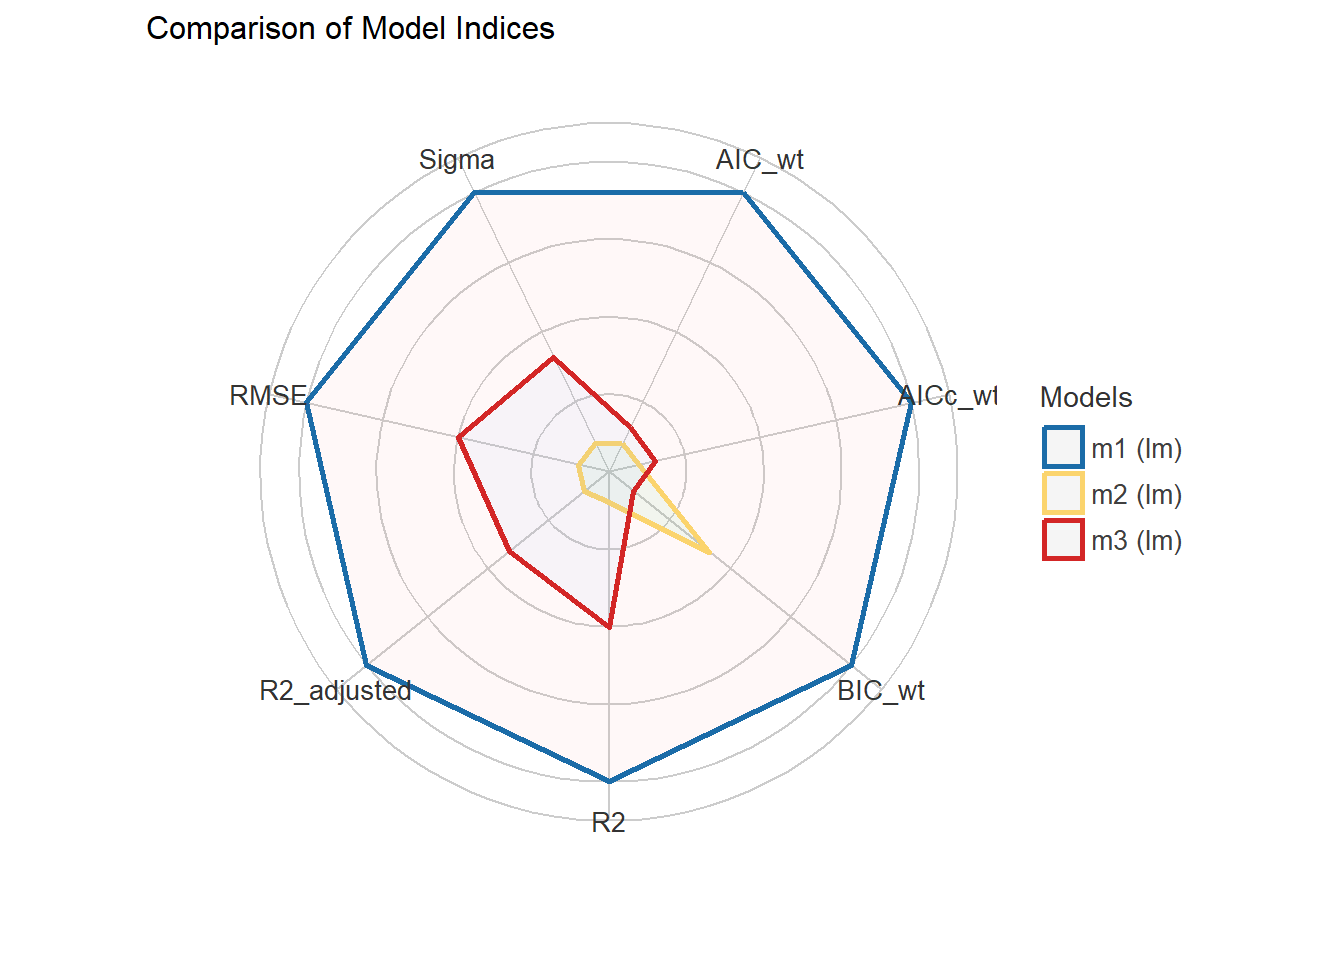 Comparison of Model Indices
Sigma
AIC_wt
RMSE
AICc_wt
Models
m1 (lm)
m2 (lm)
m3 (lm)
R2_adjusted
BIC_wt
R2